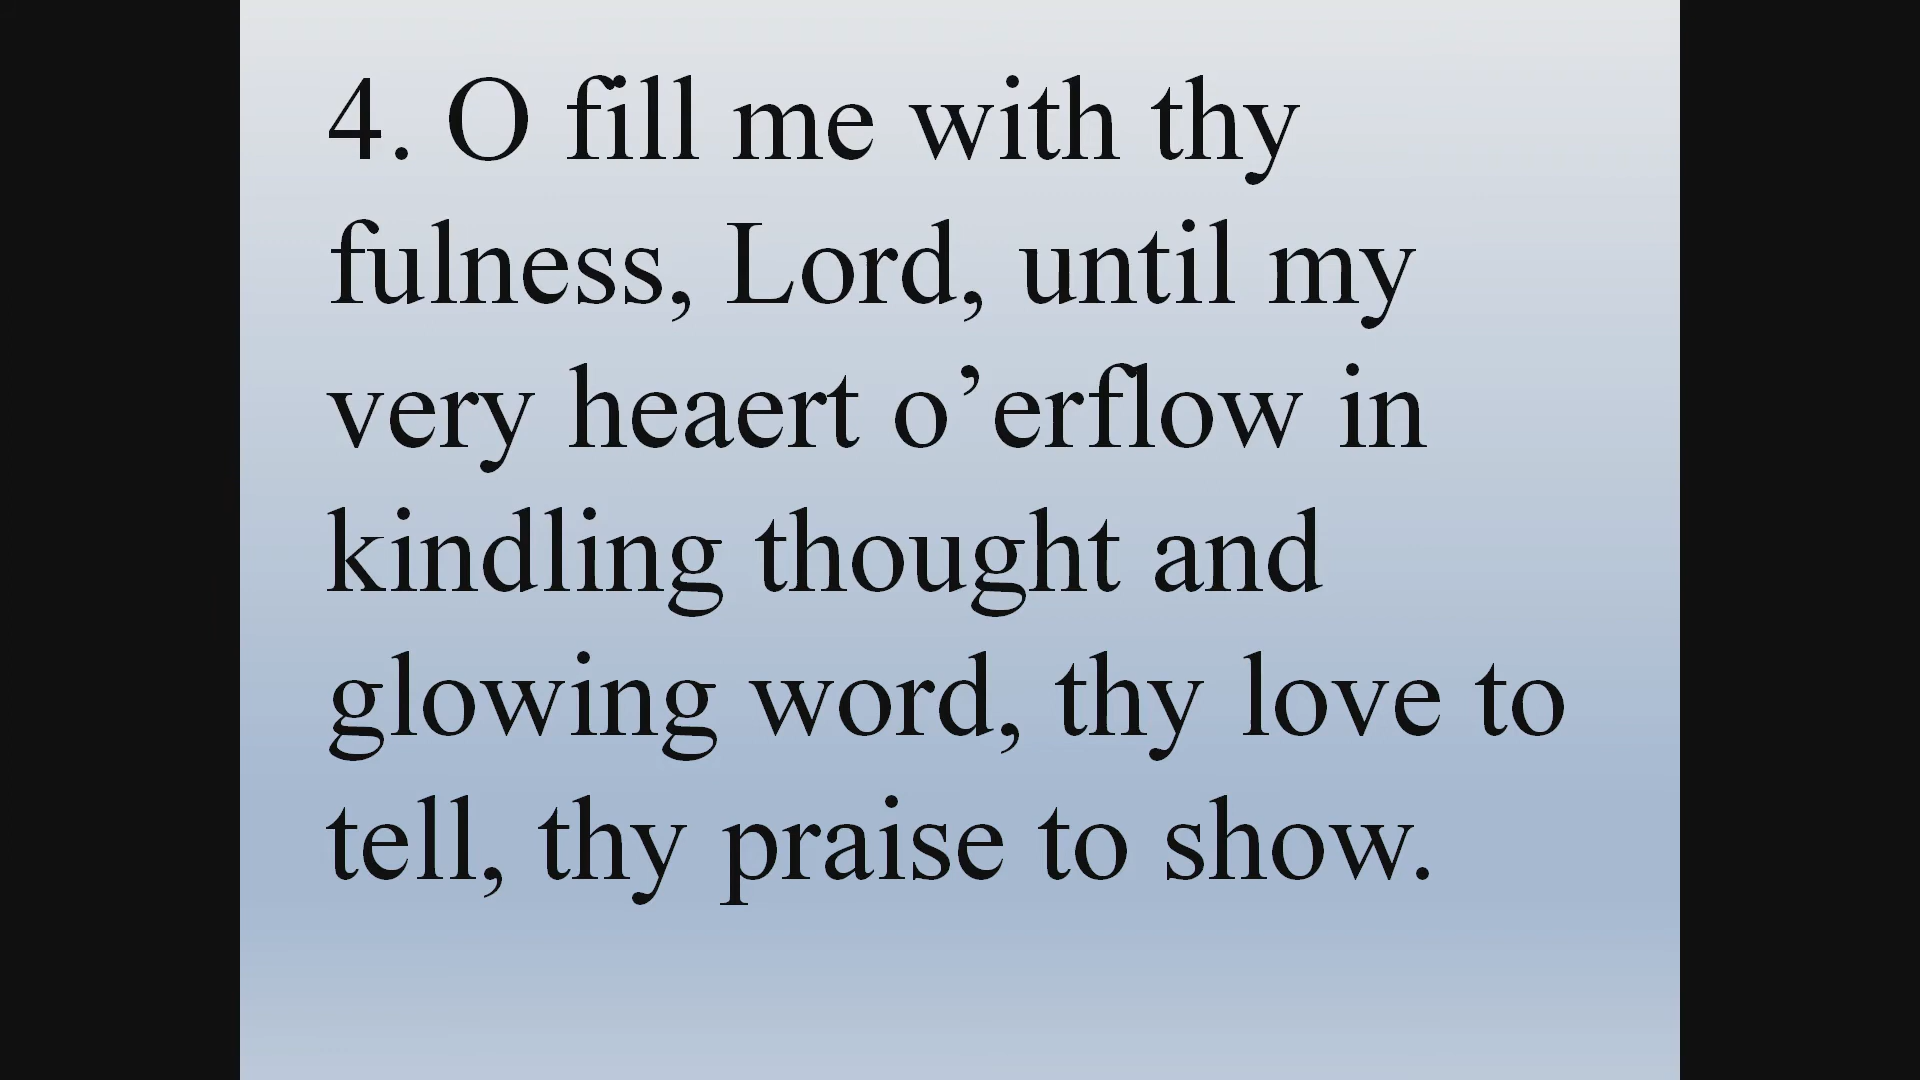 4. O fill me with thy
fulness, Lord, until my
very heaert o’erflow in
kindling thought and
glowing word, thy love to
tell, thy praise to show.